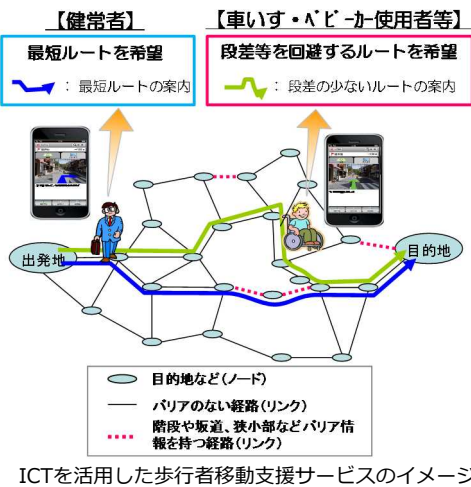 【健常者】
【車いす・ベビーカー使用者等】
最短ルートを希望
：最短ルートの案内
段差等を回避するルートを希望
：段差の少ないルートの案内
出発地
目的地
目的地など(ノード)
バリアのない経路(リンク)
階段や坂道、狭小部などバリア情
報を持つ経路(リンク)
ICTを活用した歩行者移動支援サービスのイメージ